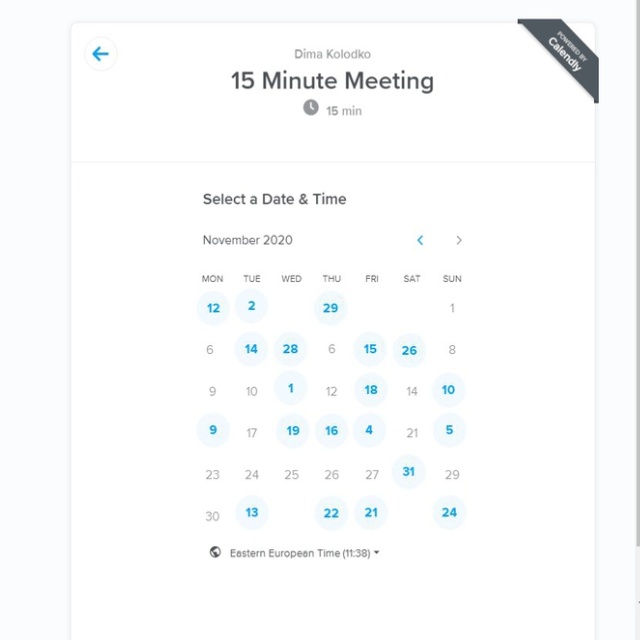 POWERED BY
Calendly
Dima Kolodko
15 Minute Meeting
15 min
Select a Date & Time
November 2020
MON TUE WED THU FRI SAT SUN
12 2 29 1
6 14 28 6 15 26 8
9 10 1 12 18 14 10
9 17 19 16 4 21 5
23 24 25 26 27 31 29
30 13 22 21 24
Eastern European Time (11:38)